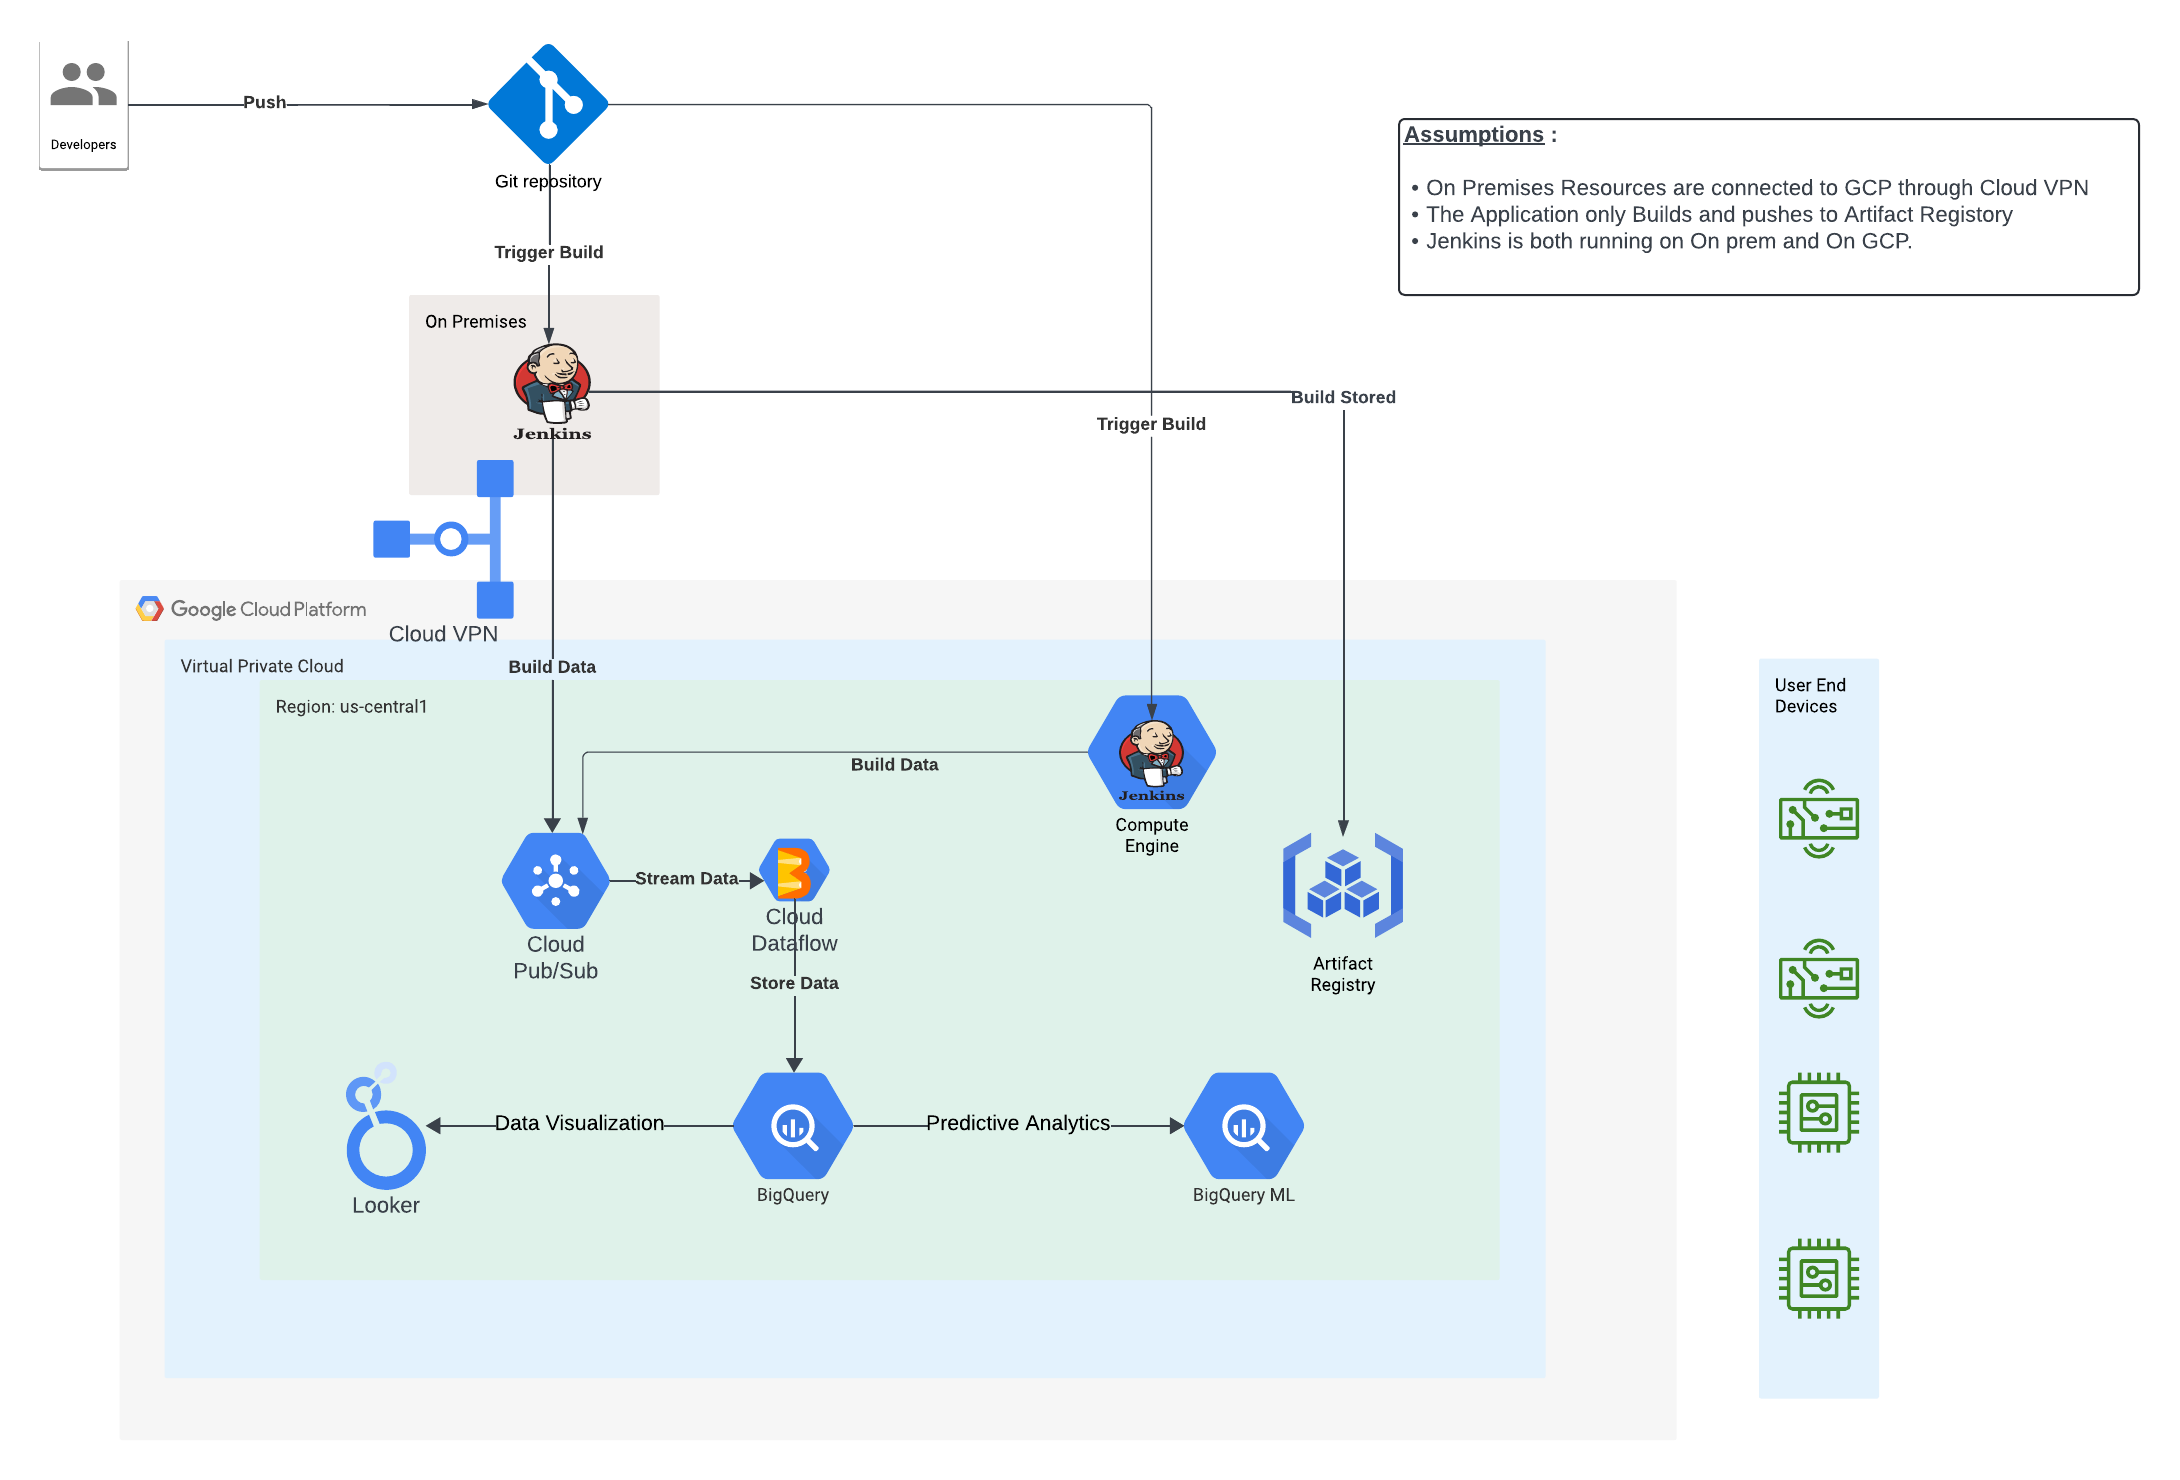 Developers
Push
Git repository
Assumptions :
• On Premises Resources are connected to GCP through Cloud VPN
• The Application only Builds and pushes to Artifact Registory
• Jenkins is both running on On prem and On GCP.
Trigger Build
On Premises
Jenkins
Build Stored
Trigger Build
Google Cloud Platform
Cloud VPN
Virtual Private Cloud
Build Data
Region: us-central1
User End
Devices
Build Data
Jenkins
Compute
Engine
Stream Data
Cloud
Dataflow
Cloud
Pub/Sub
Artifact
Registry
Store Data
Data Visualization
Predictive Analytics
Looker
BigQuery
BigQuery ML